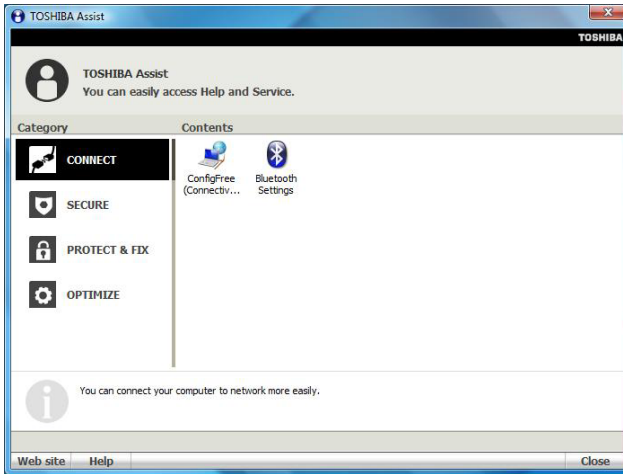 TOSHIBA Assist
TOSHIBA
TOSHIBA Assist
You can easily access Help and Service.
Category
Contents
CONNECT
SECURE
PROTECT & FIX
OPTIMIZE
ConfigFree
(Connectiv...
Bluetooth
Settings
You can connect your computer to network more easily.
Web site Help Close